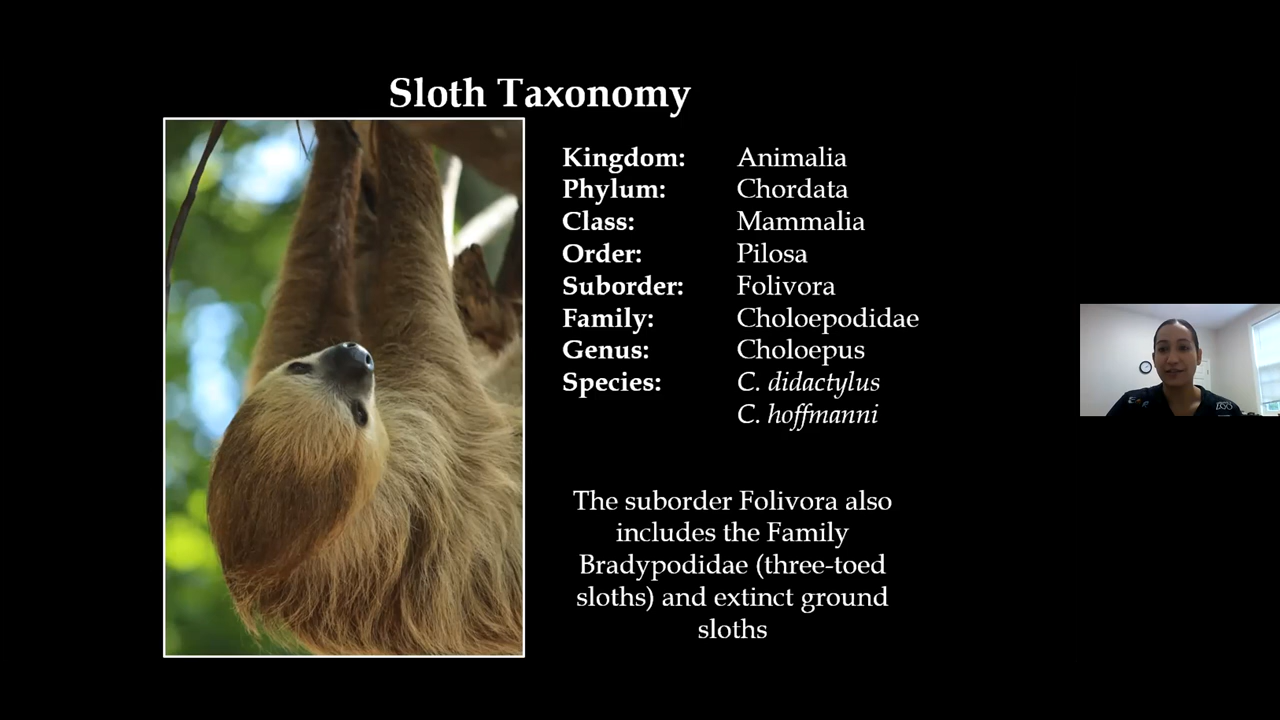 Sloth Taxonomy
Kingdom: Animalia
Phylum: Chordata
Class: Mammalia
Order: Pilosa
Suborder: Folivora
Family: Choloepodidae
Genus: Choloepus
Species: C. didactylus
C. hoffmanni
The suborder Folivora also
includes the Family
Bradypodidae (three-toed
sloths) and extinct ground
sloths